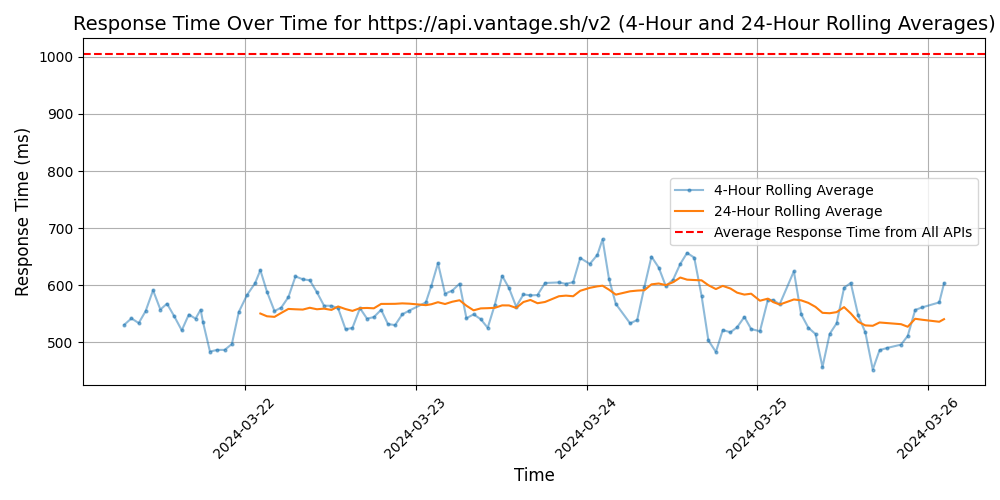 Response Time Over Time for https://api.vantage.sh/v2 (4-Hour and 24-Hour Rolling Averages)
Response Time (ms)
1000
900
800
700
600
500
4-Hour Rolling Average
24-Hour Rolling Average
Average Response Time from All APIs
2024-03-22
2024-03-23
2024-03-24
2024-03-25
2024-03-26
Time